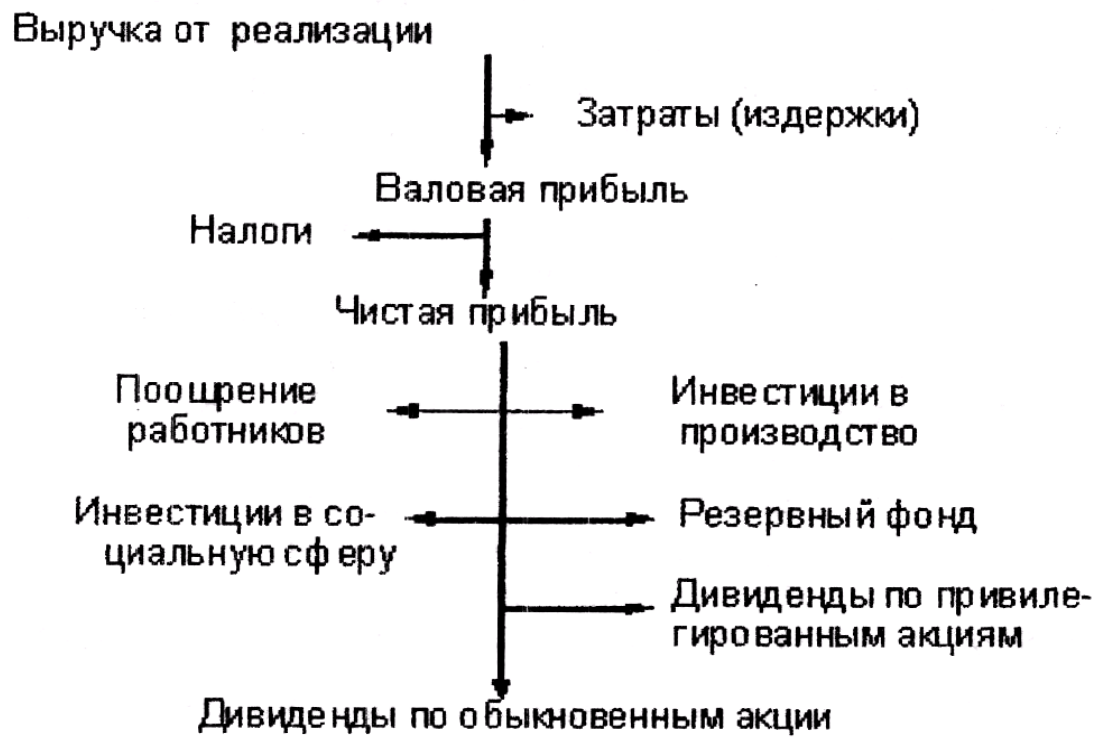 Выручка от реализации
Затраты (издержки)
Валовая прибыль
Налоги
Чистая прибыль
Поощрение
работников
Инвестиции в
производство
Инвестиции в со-
циальную сферу
Резервный фонд
Дивиденды по привиле-
гированным акциям
Дивиденды по обыкновенным акции